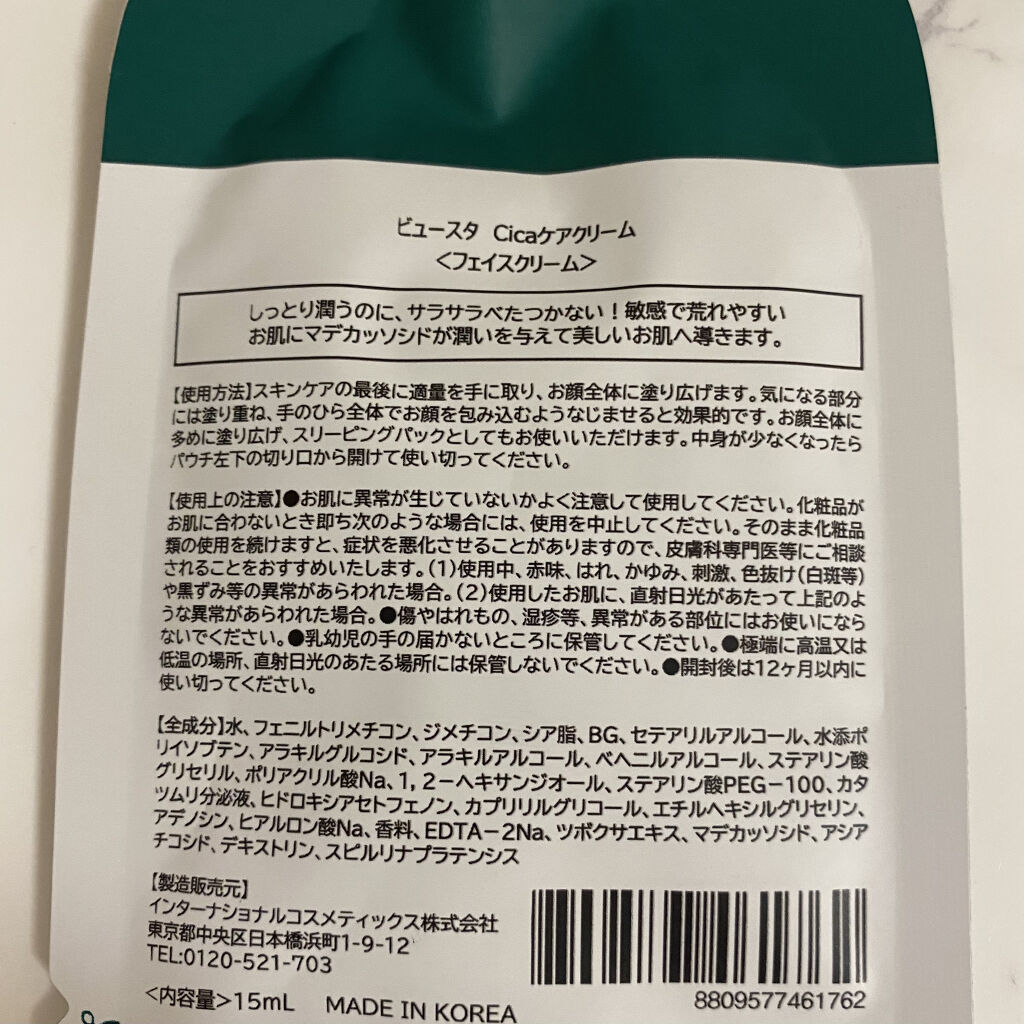 ビュースタ Cicaケアクリーム
＜フェイスクリーム＞
しっとり潤うのに、サラサラべたつかない！敏感で荒れやすい
お肌にマデカッソシドが潤いを与えて美しいお肌へ導きます。
【使用方法】スキンケアの最後に適量を手に取り、お顔全体に塗り広げます。気になる部分
には塗り重ね、手のひら全体でお顔を包み込むようなじませると効果的です。お顔全体に
多めに塗り広げ、スリーピングパックとしてもお使いいただけます。中身が少なくなったら
パウチ左下の切り口から開けて使い切ってください。
【使用上の注意】●お肌に異常が生じていないかよく注意して使用してください。化粧品が
お肌に合わないとき即ち次のような場合には、使用を中止してください。そのまま化粧品
類の使用を続けますと、症状を悪化させることがありますので、皮膚科専門医等にご相談
されることをおすすめいたします。（1）使用中、赤味、はれ、かゆみ、刺激、色抜け（白斑等）
や黒ずみ等の異常があらわれた場合。（2）使用したお肌に、直射日光があたって上記のよ
うな異常があらわれた場合。●傷やはれもの、湿疹等、異常がある部位にはお使いになら
ないでください。●乳幼児の手の届かないところに保管してください。●極端に高温又は
低温の場所、直射日光のあたる場所には保管しないでください。●開封後は12ヶ月以内に
使い切ってください。
【全成分】水、フェニルトリメチコン、ジメチコン、シア脂、BG、セテアリルアルコール、水添ポ
リイソブテン、アラキルグルコシド、アラキルアルコール、ベヘニルアルコール、ステアリン酸
グリセリル、ポリアクリル酸Na、1，2－ヘキサンジオール、ステアリン酸PEG－100、カタ
ツムリ分泌液、ヒドロキシアセトフェノン、カプリリルグリコール、エチルヘキシルグリセリン、
アデノシン、ヒアルロン酸Na、香料、EDTA－2Na、ツボクサエキス、マデカッソシド、アシア
チコシド、デキストリン、スピルリナプラテンシス
【製造販売元】
インターナショナルコスメティックス株式会社
東京都中央区日本橋浜町1-9-12
TEL:0120-521-703
＜内容量＞15mL MADE IN KOREA
8809577461762